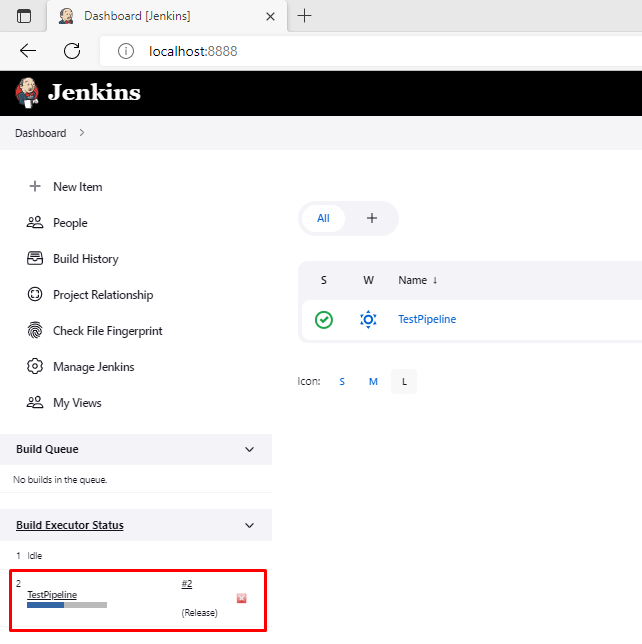 Dashboard [Jenkins]
localhost:8888
Jenkins
Dashboard
New Item
People
Build History
Project Relationship
Check File Fingerprint
Manage Jenkins
My Views
Build Queue
No builds in the queue.
Build Executor Status
1 Idle
2
TestPipeline #2
(Release)
All
S W Name ↓
TestPipeline
Icon: S M L